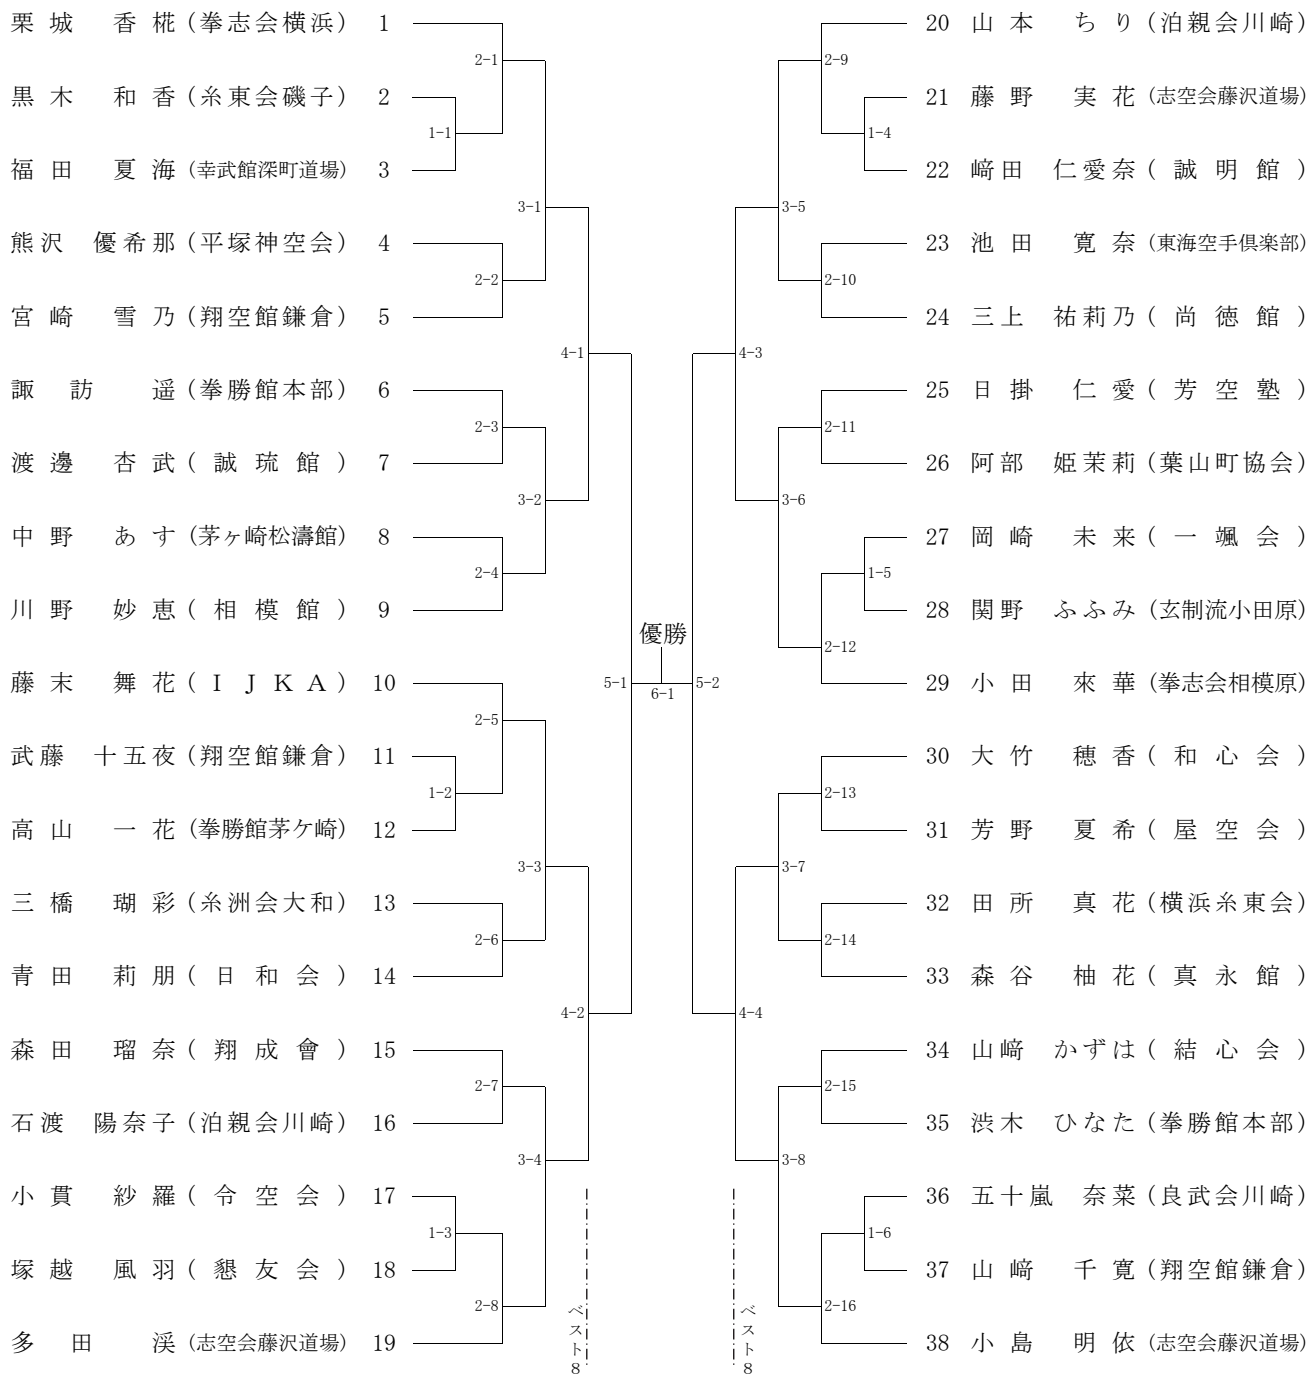 栗城 香椛(拳志会横浜) 1
黒木 和香(糸東会磯子) 2
福田 夏海(幸武館深町道場) 3
熊沢 優希那(平塚神空会) 4
宮崎 雪乃(翔空館鎌倉) 5
諏訪 遥(拳勝館本部) 6
渡邊 杏武(誠琉館) 7
中野 あす(茅ヶ崎松濤館) 8
川野 妙恵(相模館) 9
藤末 舞花(IJKA) 10
武藤 十五夜(翔空館鎌倉) 11
高山 一花(拳勝館茅ケ崎) 12
三橋 瑚彩(糸洲会大和) 13
青田 莉朋(日和会) 14
森田 瑠奈(翔成會) 15
石渡 陽奈子(泊親会川崎) 16
小貫 紗羅(令空会) 17
塚越 風羽(懇友会) 18
多田 渓(志空会藤沢道場) 19
1-1
1-2
1-3
2-1
2-2
2-3
2-4
2-5
2-6
2-7
2-8
3-1
3-2
3-3
3-4
4-1
4-2
5-1
優勝
6-1
5-2
4-3
4-4
3-5
3-6
3-7
3-8
2-9
2-10
2-11
2-12
2-13
2-14
2-15
2-16
1-4
1-5
1-6
ベスト8
ベスト8
20 山本 ちり(泊親会川崎)
21 藤野 実花(志空会藤沢道場)
22 﨑田 仁愛奈(誠明館)
23 池田 寛奈(東海空手倶楽部)
24 三上 祐莉乃(尚徳館)
25 日掛 仁愛(芳空塾)
26 阿部 姫茉莉(葉山町協会)
27 岡崎 未来(一颯会)
28 関野 ふふみ(玄制流小田原)
29 小田 來華(拳志会相模原)
30 大竹 穂香(和心会)
31 芳野 夏希(屋空会)
32 田所 真花(横浜糸東会)
33 森谷 柚花(真永館)
34 山﨑 かずは(結心会)
35 渋木 ひなた(拳勝館本部)
36 五十嵐 奈菜(良武会川崎)
37 山﨑 千寛(翔空館鎌倉)
38 小島 明依(志空会藤沢道場)